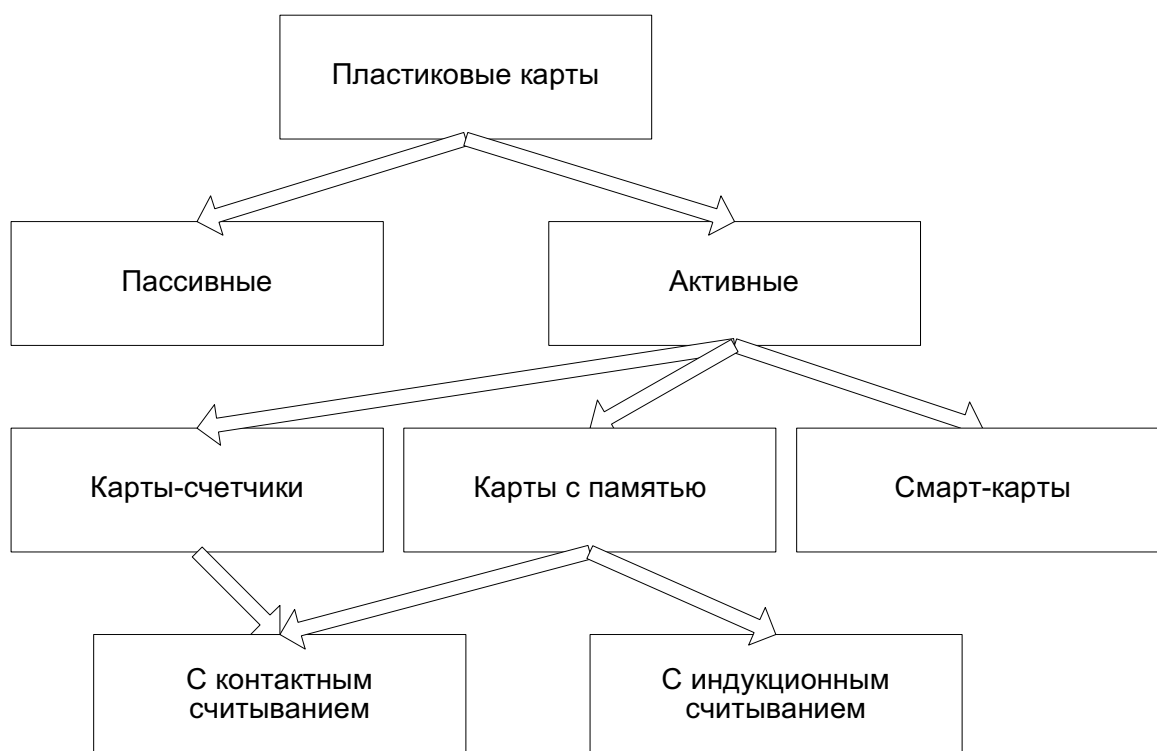 Пластиковые карты
Пассивные
Активные
Карты-счетчики
Карты с памятью
Смарт-карты
С контактным
считыванием
С индукционным
считыванием